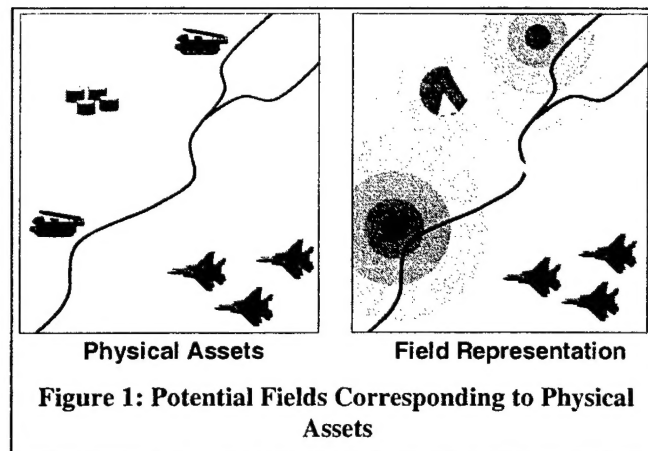 Physical Assets
Field Representation
Figure 1: Potential Fields Corresponding to Physical
Assets